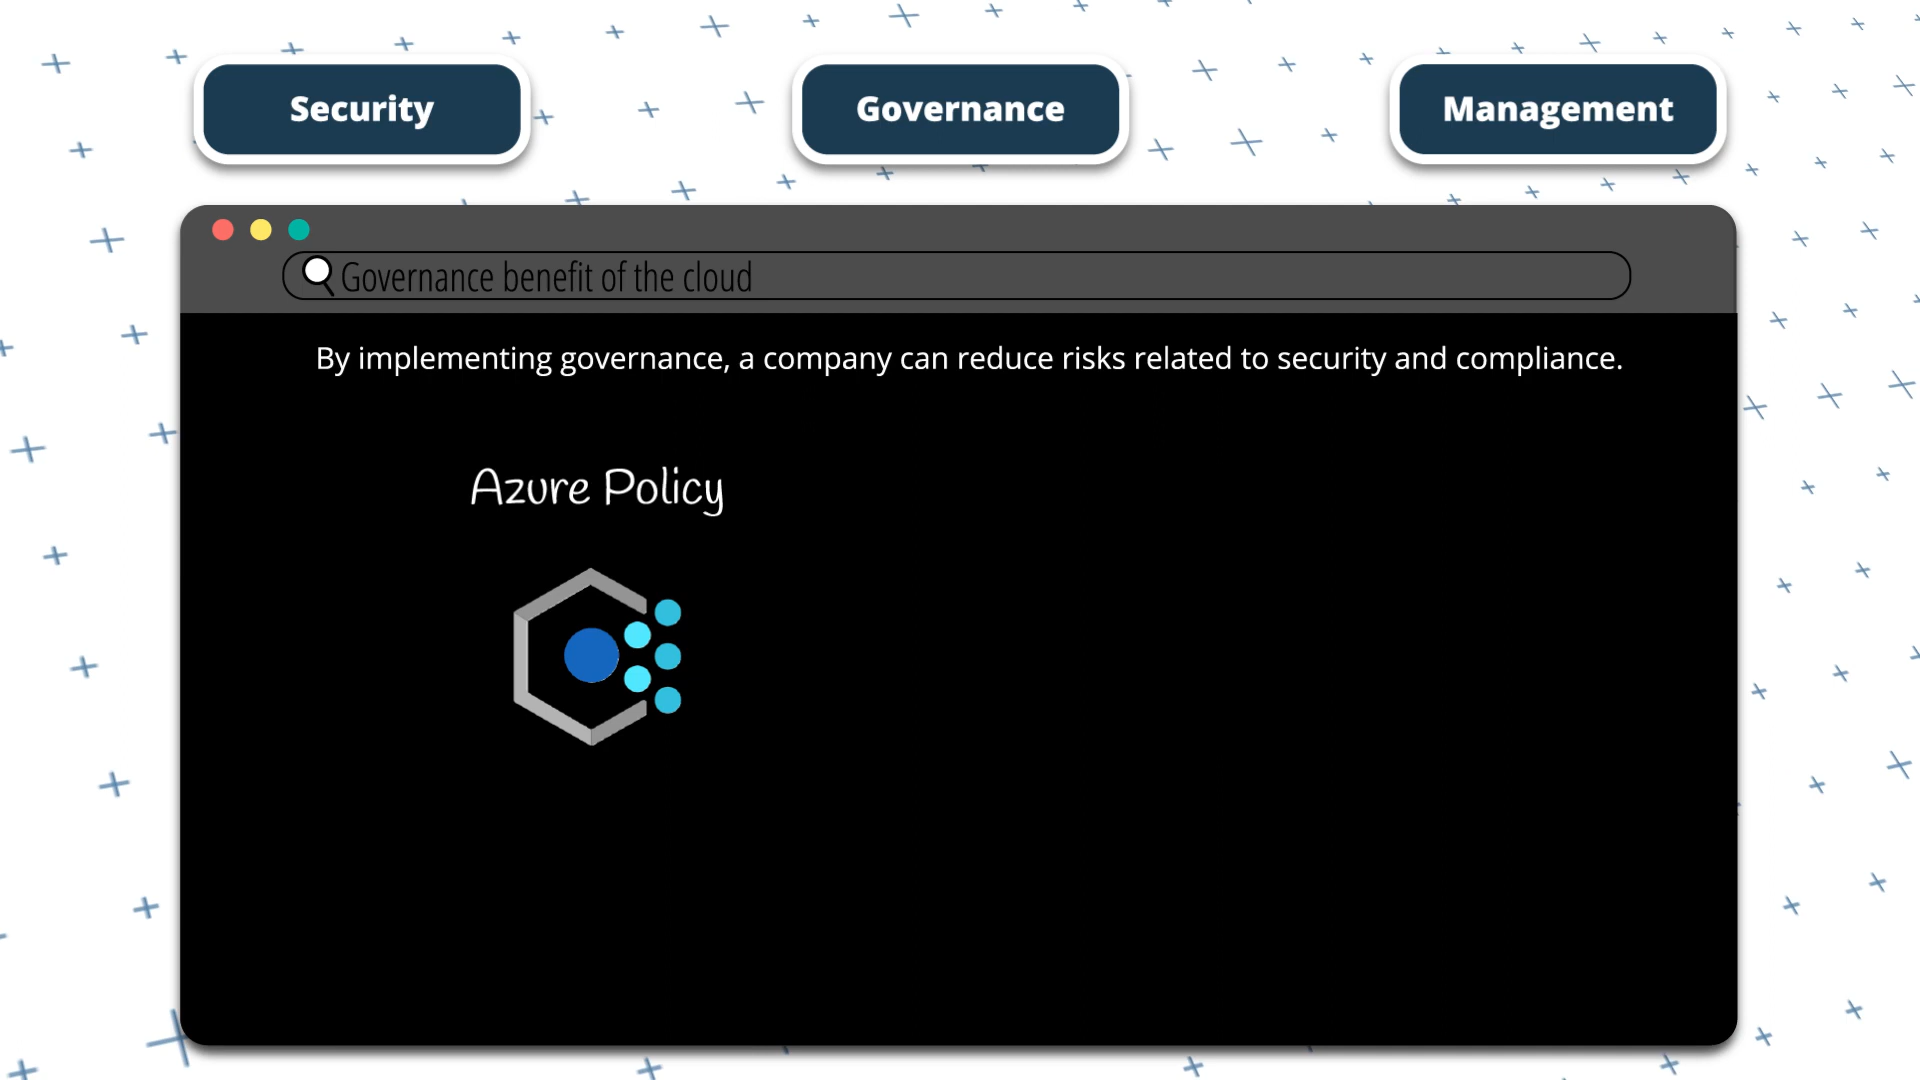 Security
Governance
Management
Governance benefit of the cloud
By implementing governance, a company can reduce risks related to security and compliance.
Azure Policy